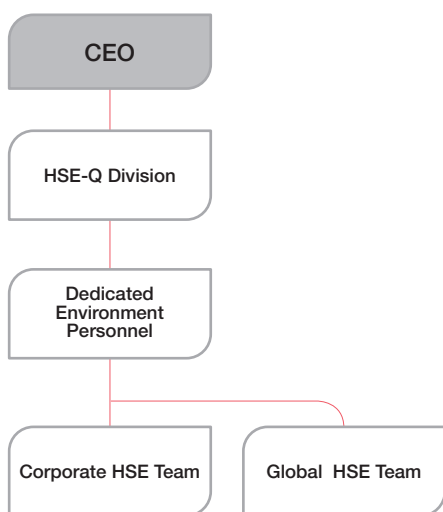 CEO
HSE-Q Division
Dedicated
Environment
Personnel
Corporate HSE Team
Global HSE Team